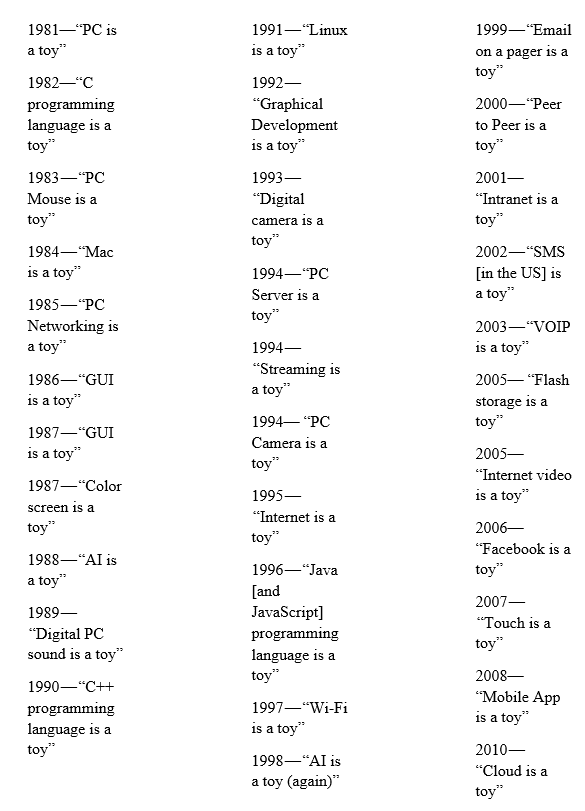 1981—“PC is
a toy”
1982—“C
programming
language is a
toy”
1983—“PC
Mouse is a
toy”
1984—“Mac
is a toy”
1985—“PC
Networking is
a toy”
1986—“GUI
is a toy”
1987—“GUI
is a toy”
1987—“Color
screen is a
toy”
1988—“AI is
a toy”
1989—
“Digital PC
sound is a toy”
1990—“C++
programming
language is a
toy”
1991—“Linux
is a toy”
1992—
“Graphical
Development
is a toy”
1993—
“Digital
camera is a
toy”
1994—“PC
Server is a
toy”
1994—
“Streaming is
a toy”
1994— “PC
Camera is a
toy”
1995—
“Internet is a
toy”
1996—“Java
[and
JavaScript]
programming
language is a
toy”
1997—“Wi-Fi
is a toy”
1998—“AI is
a toy (again)”
1999—“Email
on a pager is a
toy”
2000—“Peer
to Peer is a
toy”
2001—
“Intranet is a
toy”
2002—“SMS
[in the US] is
a toy”
2003—“VOIP
is a toy”
2005— “Flash
storage is a
toy”
2005—
“Internet video
is a toy”
2006—
“Facebook is a
toy”
2007—
“Touch is a
toy”
2008—
“Mobile App
is a toy”
2010—
“Cloud is a
toy”